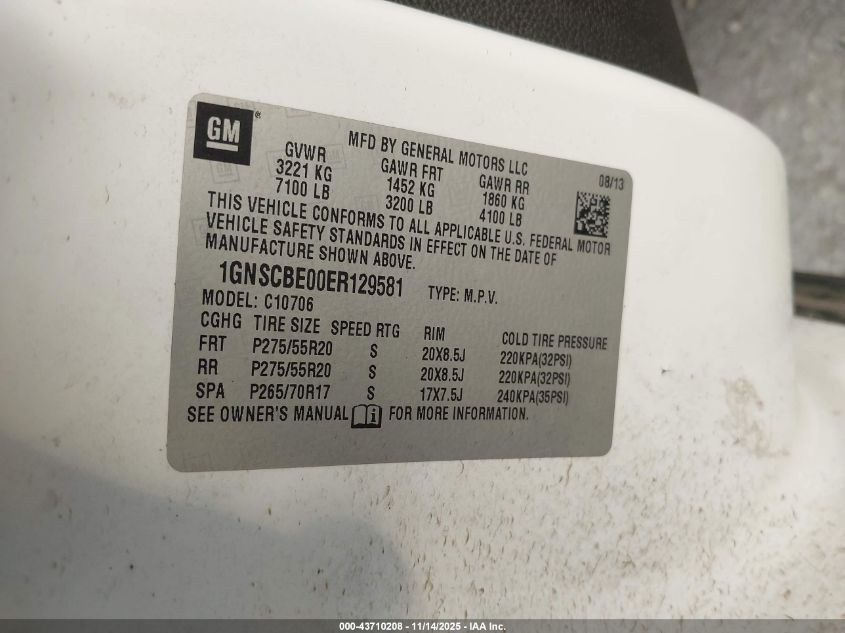 GM ®
MFD BY GENERAL MOTORS LLC
08/13
GVWR GAWR FRT GAWR RR
3221 KG 1452 KG 1860 KG
7100 LB 3200 LB 4100 LB
THIS VEHICLE CONFORMS TO ALL APPLICABLE U.S. FEDERAL MOTOR
VEHICLE SAFETY STANDARDS IN EFFECT ON THE DATE OF
MANUFACTURE SHOWN ABOVE.
1GNSCBE00ER129581 TYPE: M.P.V.
MODEL: C10706
CGHG TIRE SIZE SPEED RTG RIM COLD TIRE PRESSURE
FRT P275/55R20 S 20X8.5J 220KPA(32PSI)
RR P275/55R20 S 20X8.5J 220KPA(32PSI)
SPA P265/70R17 S 17X7.5J 240KPA(35PSI)
SEE OWNER'S MANUAL i FOR MORE INFORMATION.
000-43710208 - 11/14/2025 - IAA Inc.